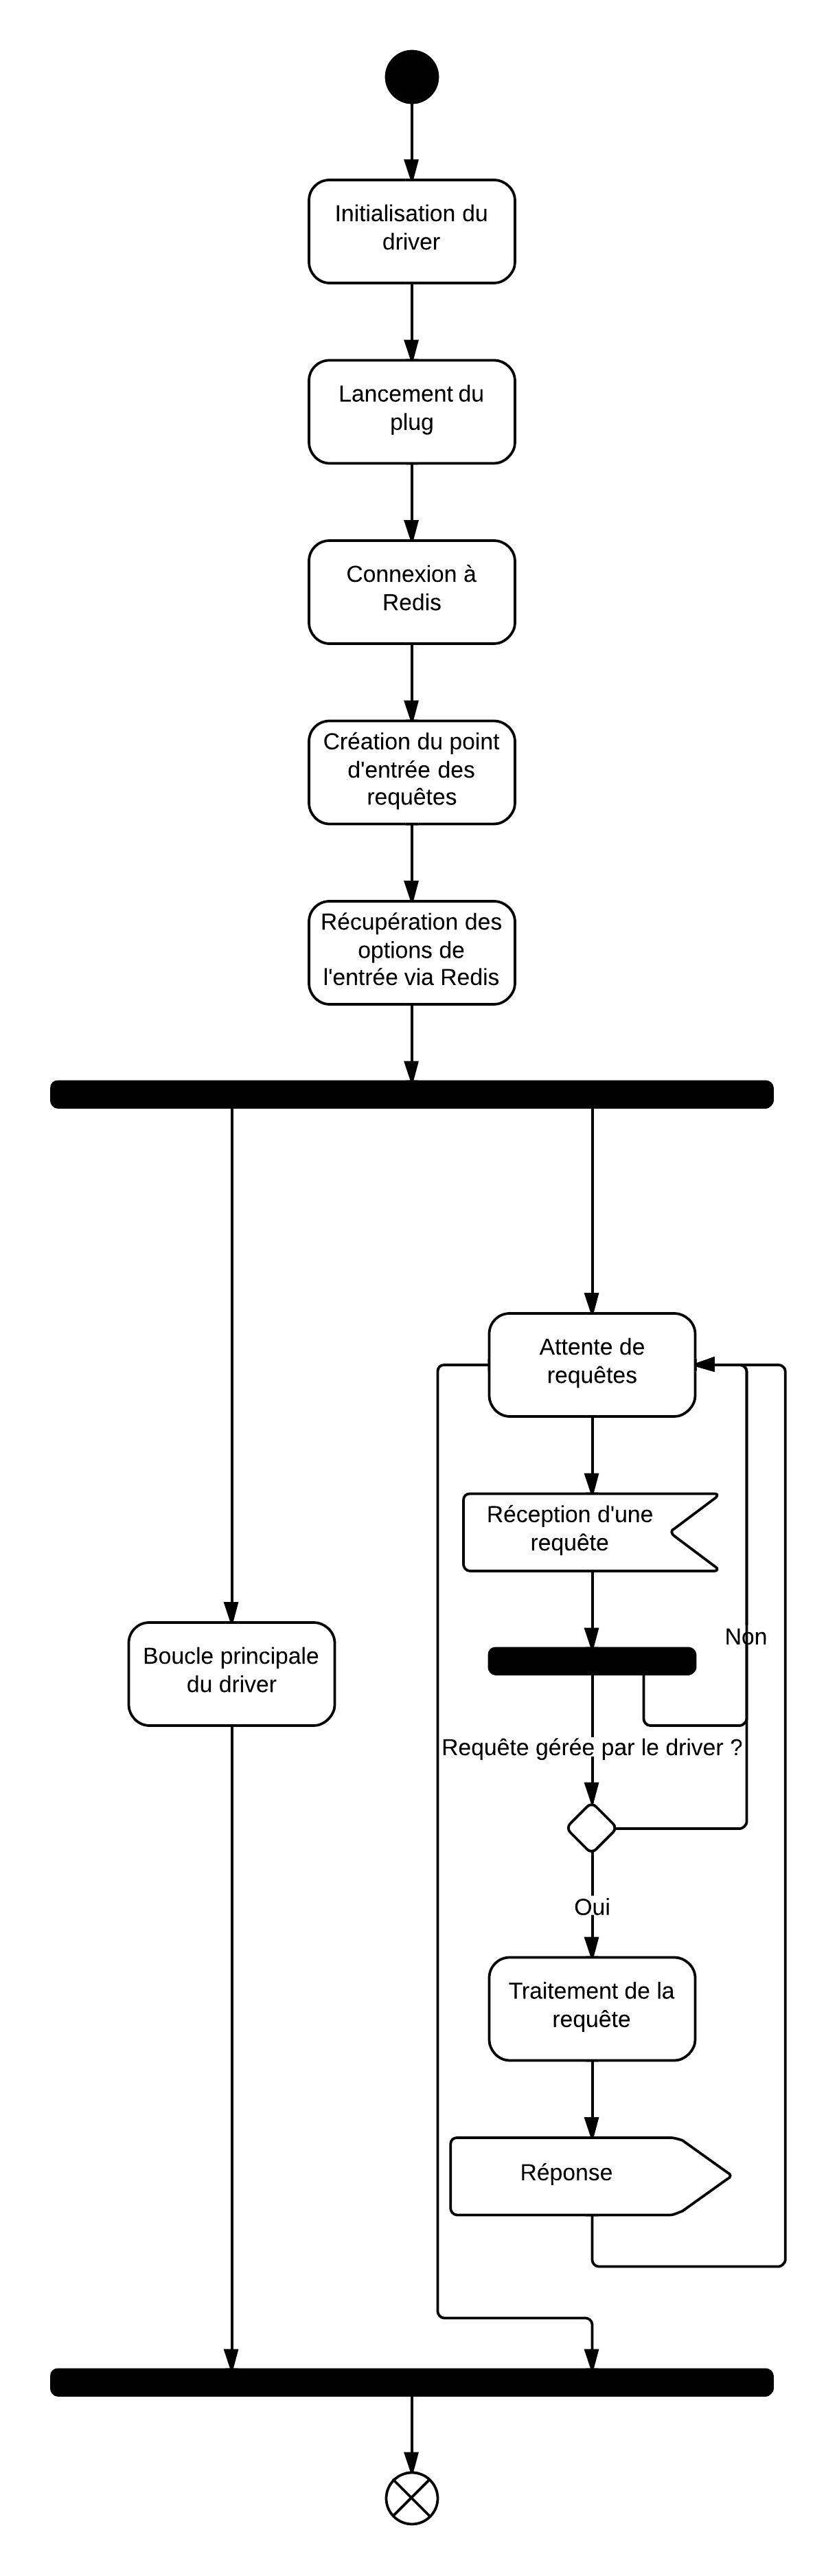 Initialisation du
driver
Lancement du
plug
Connexion à
Redis
Création du point
d'entrée des
requêtes
Récupération des
options de
l'entrée via Redis
Attente de
requêtes
Réception d'une
requête
Non
Boucle principale
du driver
Requête gérée par le driver ?
Oui
Traitement de la
requête
Réponse